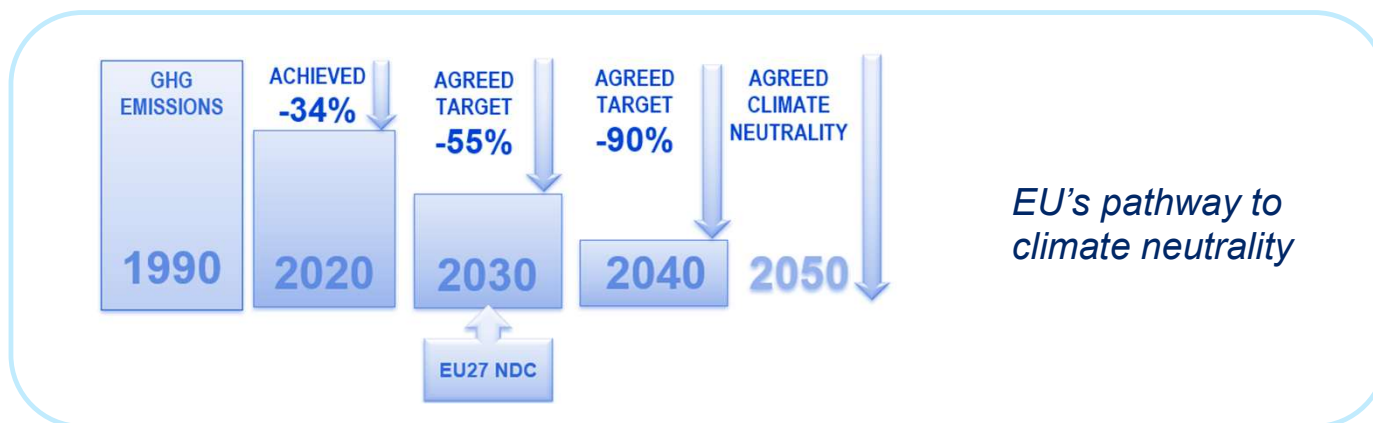 GHG
EMISSIONS
1990
ACHIEVED
-34%
2020
AGREED
TARGET
-55%
2030
EU27 NDC
AGREED
TARGET
-90%
2040
AGREED
CLIMATE
NEUTRALITY
2050
EU’s pathway to
climate neutrality